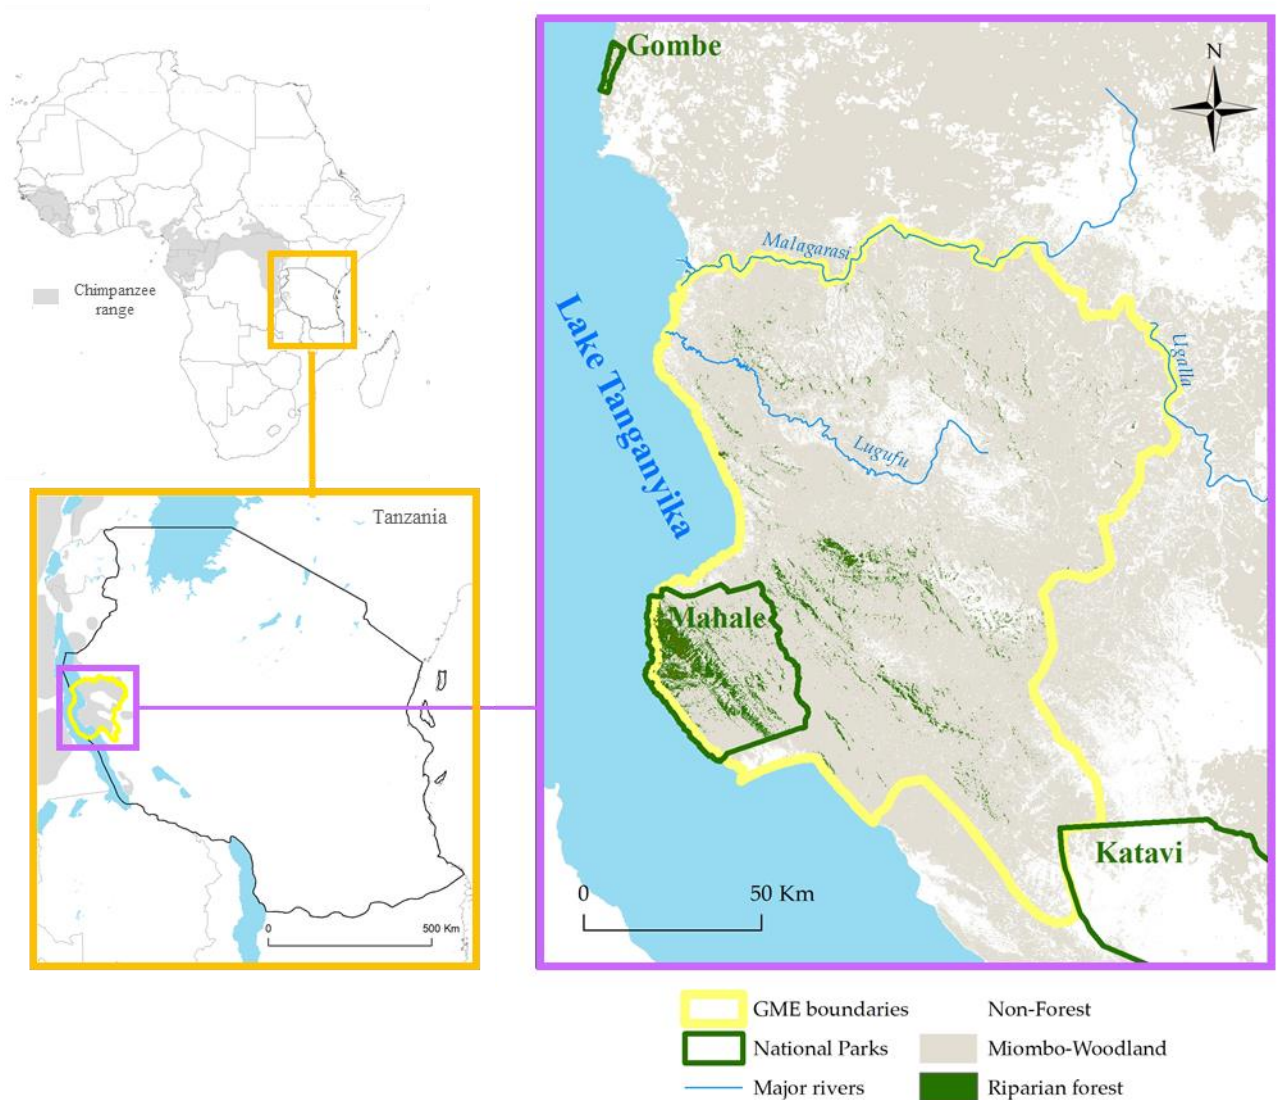 Chimpanzee
range
Tanzania
0
500 Km
Gombe
N
Malagarasi
Ugalla
Lake Tanganyika
Lugufu
Mahale
Katavi
0
50 Km
GME boundaries
National Parks
Major rivers
Non-Forest
Miombo-Woodland
Riparian forest